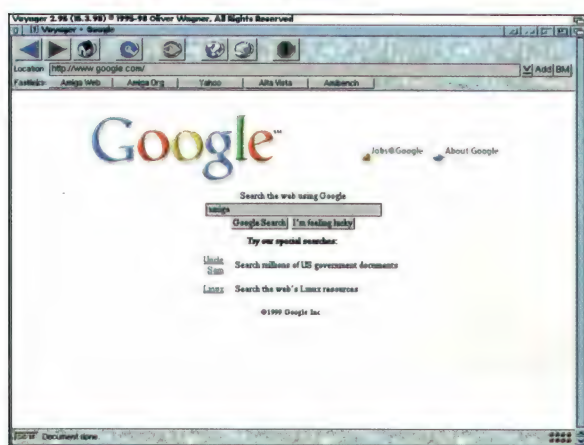 Voyager 2.95 (15.3.98) © 1995-98 Oliver Wagner. All Rights Reserved
Voyager • Google
Location http://www.google.com/ Add BM
Fastlinks Amiga Web Amiga Org Yahoo Alta Vista Amibench
Google™
Jobs@Google About Google
Search the web using Google
amiga
Google Search I'm feeling lucky
Try our special searches:
Uncle Sam Search millions of US government documents
Linux Search the web's Linux resources
©1999 Google Inc
Document done